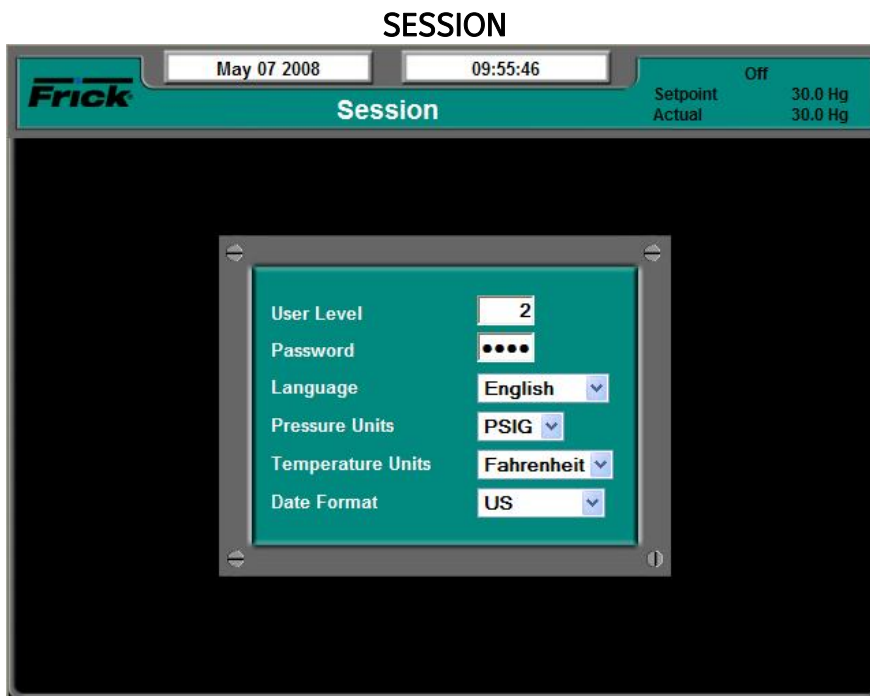 SESSION
May 07 2008 09:55:46 Off
Frick Session Setpoint 30.0 Hg
Actual 30.0 Hg
User Level 2
Password ••••
Language English
Pressure Units PSIG
Temperature Units Fahrenheit
Date Format US